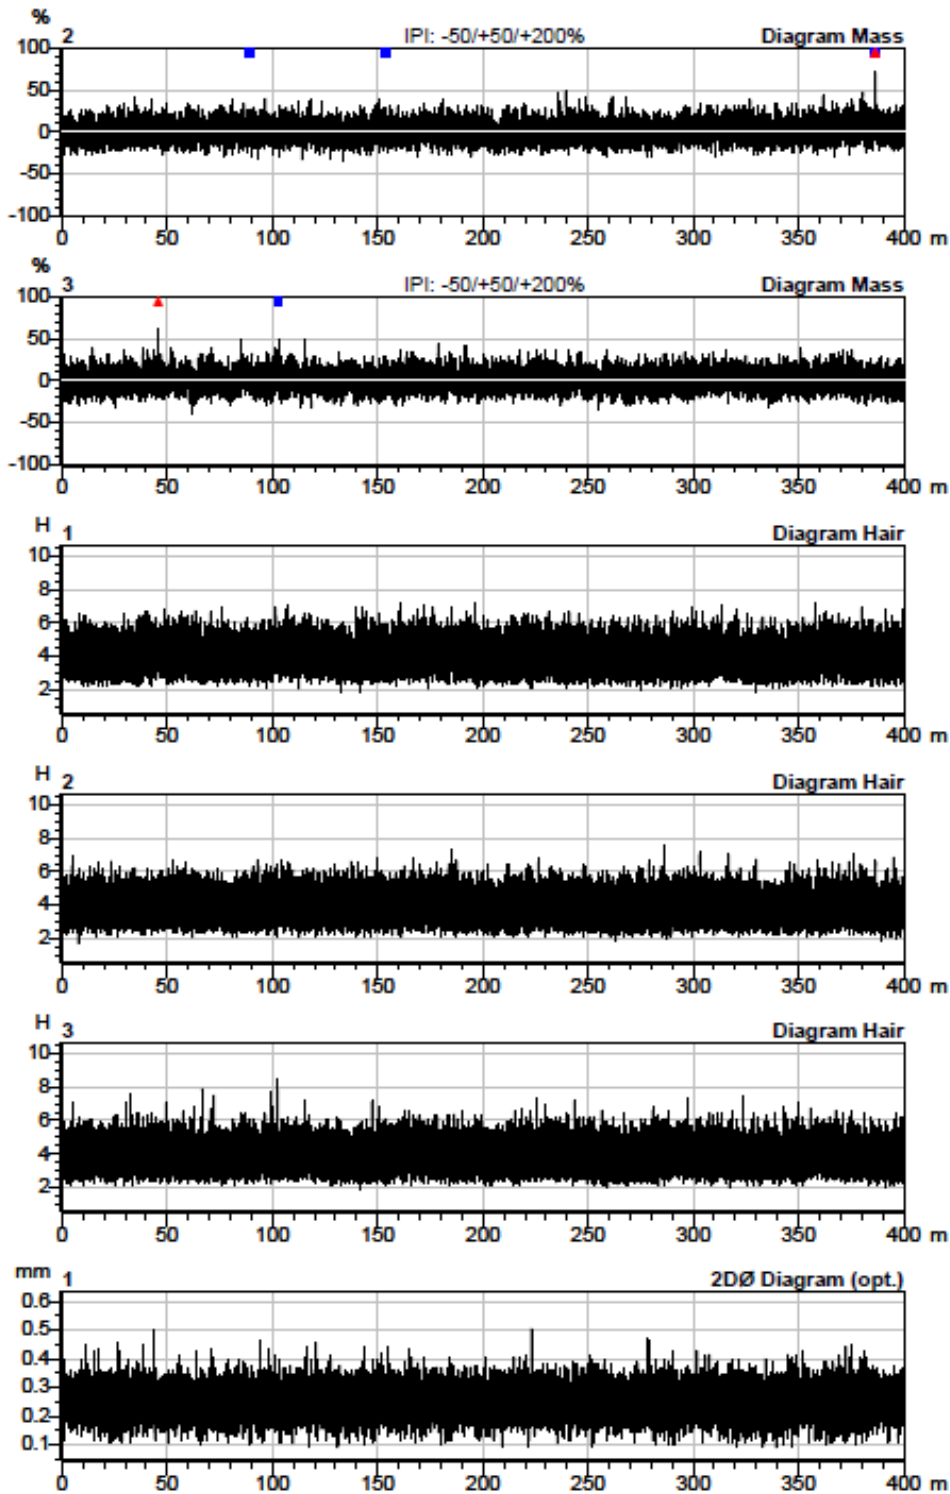 % 2 IPI: -50/+50/+200% Diagram Mass
100
50
0
-50
-100
0 50 100 150 200 250 300 350 400 m
% 3 IPI: -50/+50/+200% Diagram Mass
100
50
0
-50
-100
0 50 100 150 200 250 300 350 400 m
H 1 Diagram Hair
10
8
6
4
2
0 50 100 150 200 250 300 350 400 m
H 2 Diagram Hair
10
8
6
4
2
0 50 100 150 200 250 300 350 400 m
H 3 Diagram Hair
10
8
6
4
2
0 50 100 150 200 250 300 350 400 m
mm 1 2DØ Diagram (opt.)
0.6
0.5
0.4
0.3
0.2
0.1
0 50 100 150 200 250 300 350 400 m